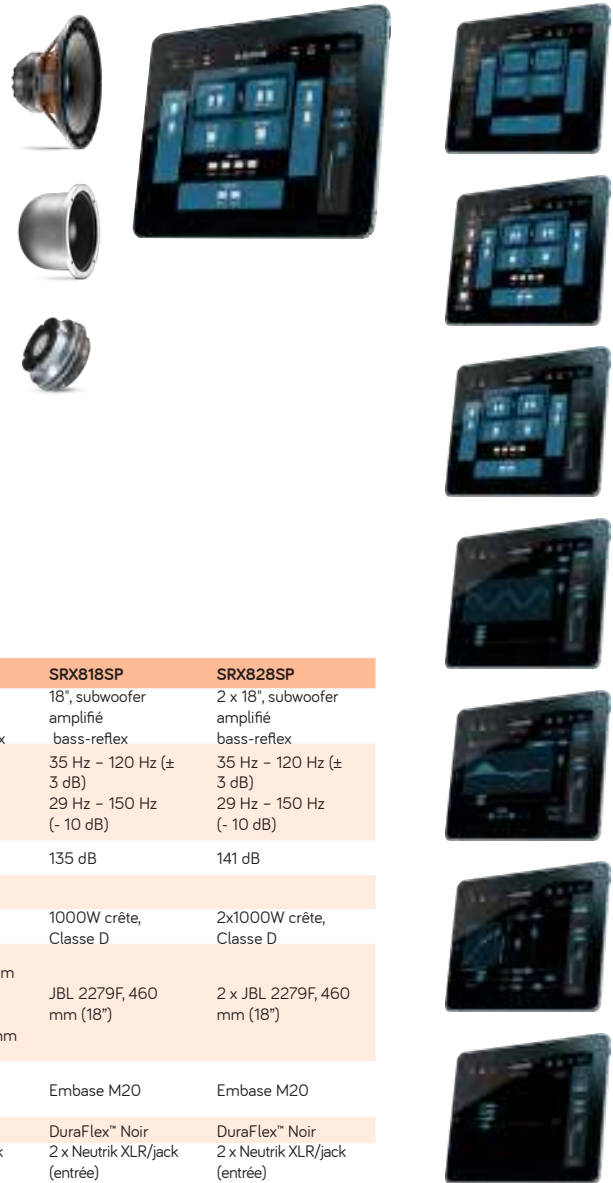 SRX818SP SRX828SP
18", subwoofer 2 x 18", subwoofer
amplifié amplifié
x bass-reflex bass-reflex
35 Hz – 120 Hz (± 35 Hz – 120 Hz (±
3 dB) 3 dB)
29 Hz – 150 Hz 29 Hz – 150 Hz
(- 10 dB) (- 10 dB)
135 dB 141 dB
1000W crête, 2x1000W crête,
Classe D Classe D
m
JBL 2279F, 460 2 x JBL 2279F, 460
mm (18”) mm (18”)
mm
Embase M20 Embase M20
DuraFlex™ Noir DuraFlex™ Noir
k 2 x Neutrik XLR/jack 2 x Neutrik XLR/jack
(entrée) (entrée)